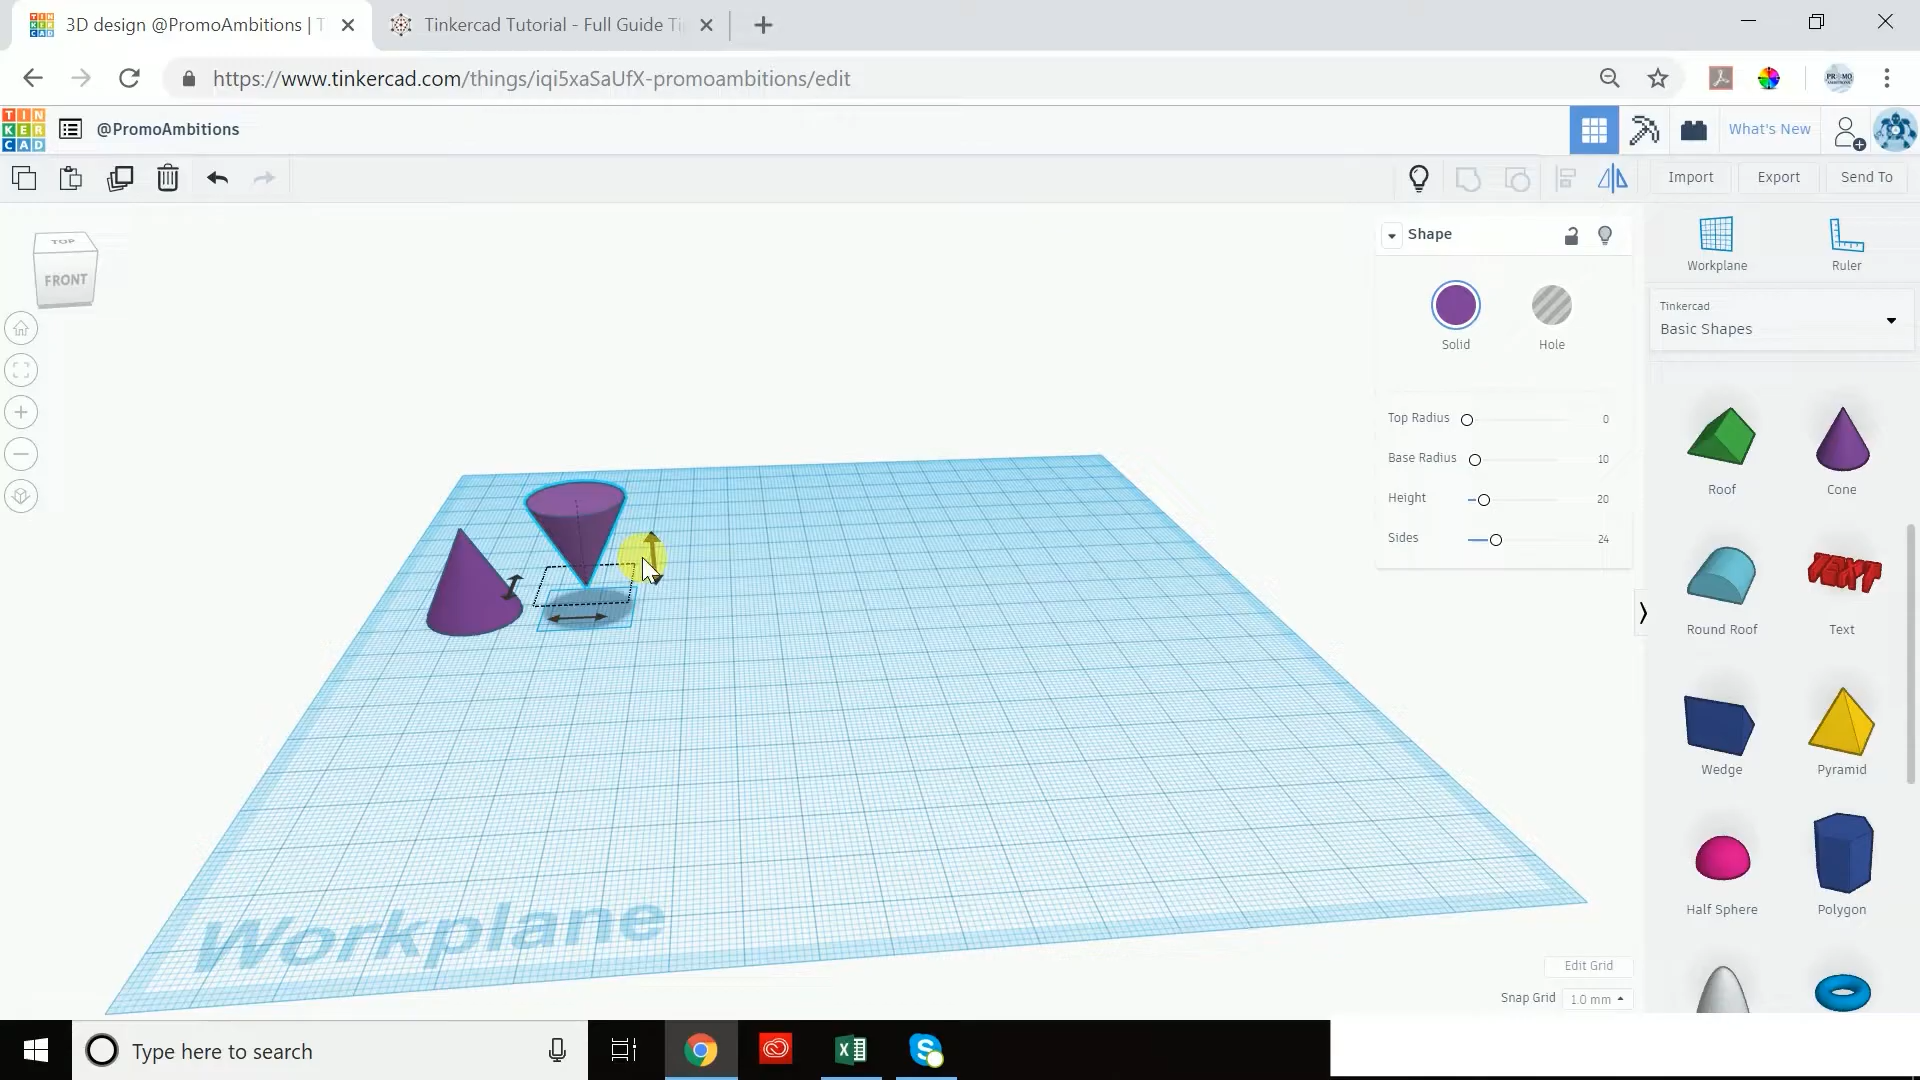 3D design @PromoAmbitions | T
Tinkercad Tutorial - Full Guide Ti
https://www.tinkercad.com/things/iqi5xaSaUfX-promoambitions/edit
TIN
KER
CAD
@PromoAmbitions
What's New
Import
Export
Send To
TOP
FRONT
Shape
Solid
Hole
Top Radius 0
Base Radius 10
Height 20
Sides 24
Workplane
Ruler
Tinkercad
Basic Shapes
Roof
Cone
TEXT
Round Roof
Text
Wedge
Pyramid
Half Sphere
Polygon
Workplane
Edit Grid
Snap Grid 1.0 mm
Type here to search